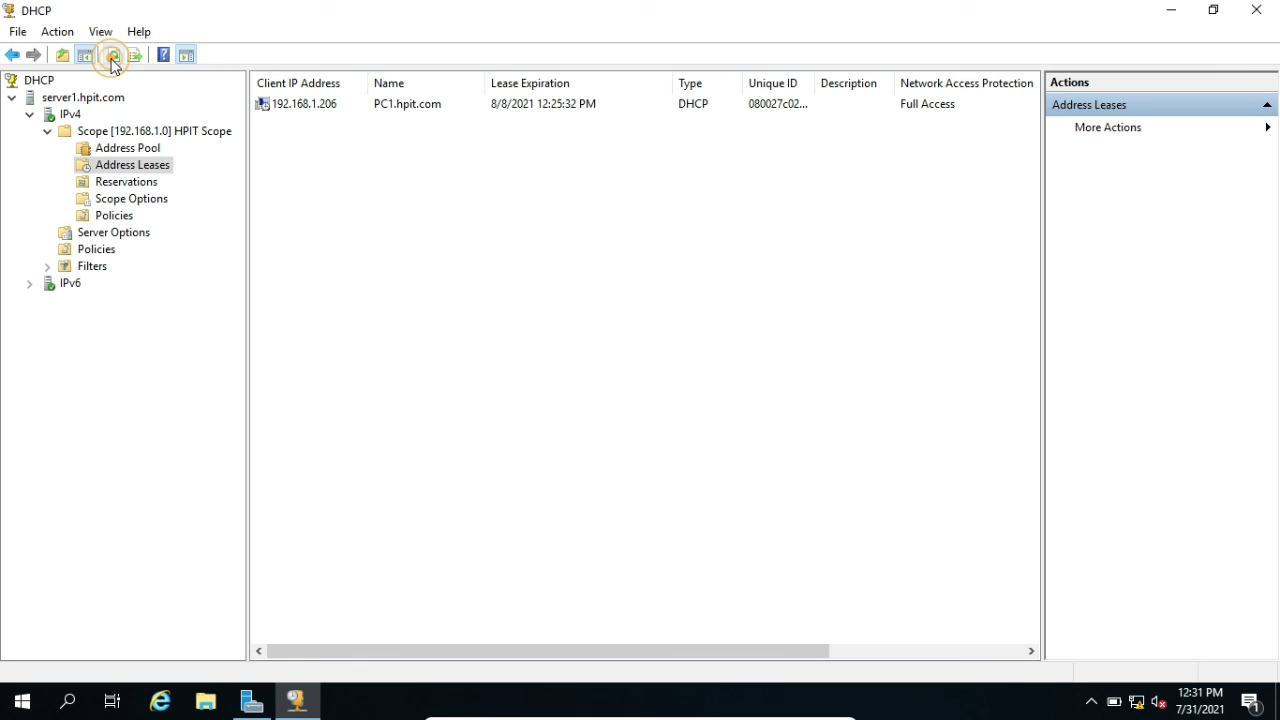 DHCP
File Action View Help
DHCP
server1.hpit.com
IPv4
Scope [192.168.1.0] HPIT Scope
Address Pool
Address Leases
Reservations
Scope Options
Policies
Server Options
Policies
Filters
IPv6
Client IP Address Name Lease Expiration Type Unique ID Description Network Access Protection
192.168.1.206 PC1.hpit.com 8/8/2021 12:25:32 PM DHCP 080027c02... Full Access
Actions
Address Leases
More Actions
12:31 PM
7/31/2021
1